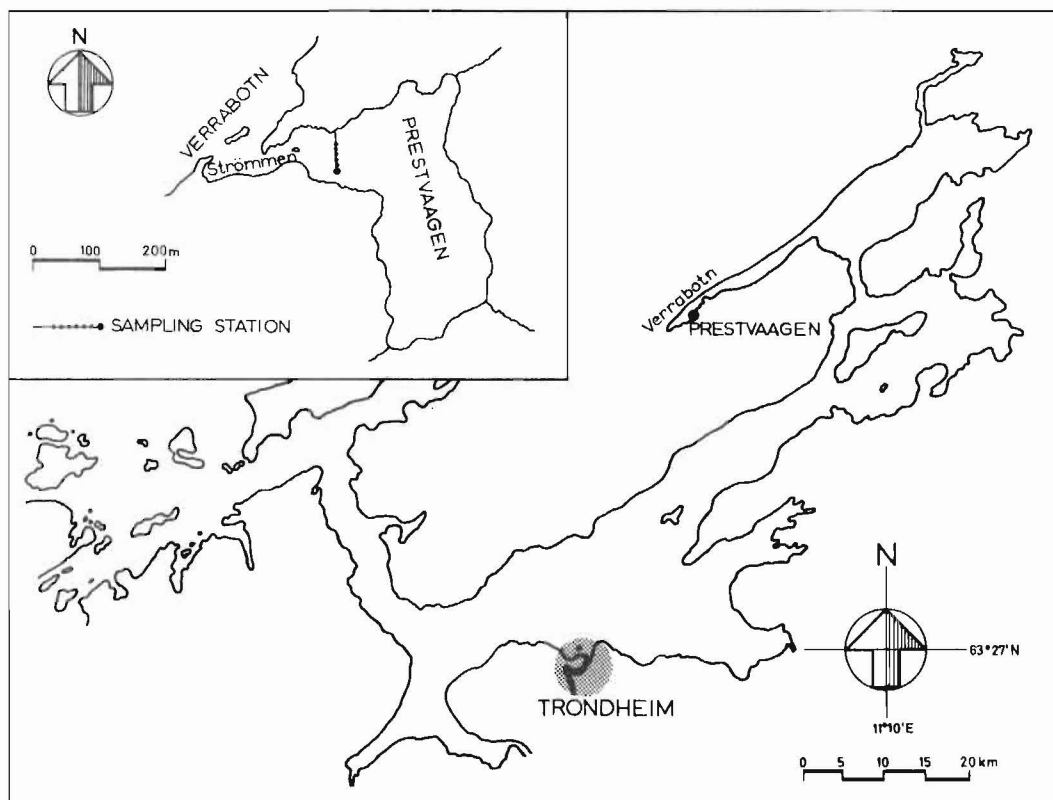 N
VERRABOTN
Strömmen
PRESTVAAGEN
0 100 200m
SAMPLING STATION
Verrabotn
PRESTVAAGEN
TRONDHEIM
N
63°27'N
11°10'E
0 5 10 15 20 km